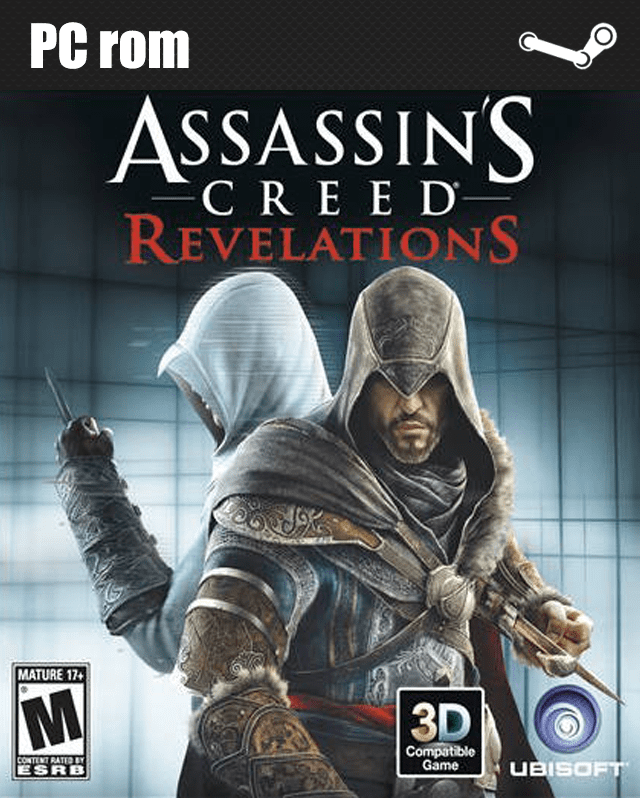 PC rom
ASSASSIN'S
CREED®
REVELATIONS
MATURE 17+
M
CONTENT RATED BY
ESRB
3D
Compatible
Game
UBISOFT